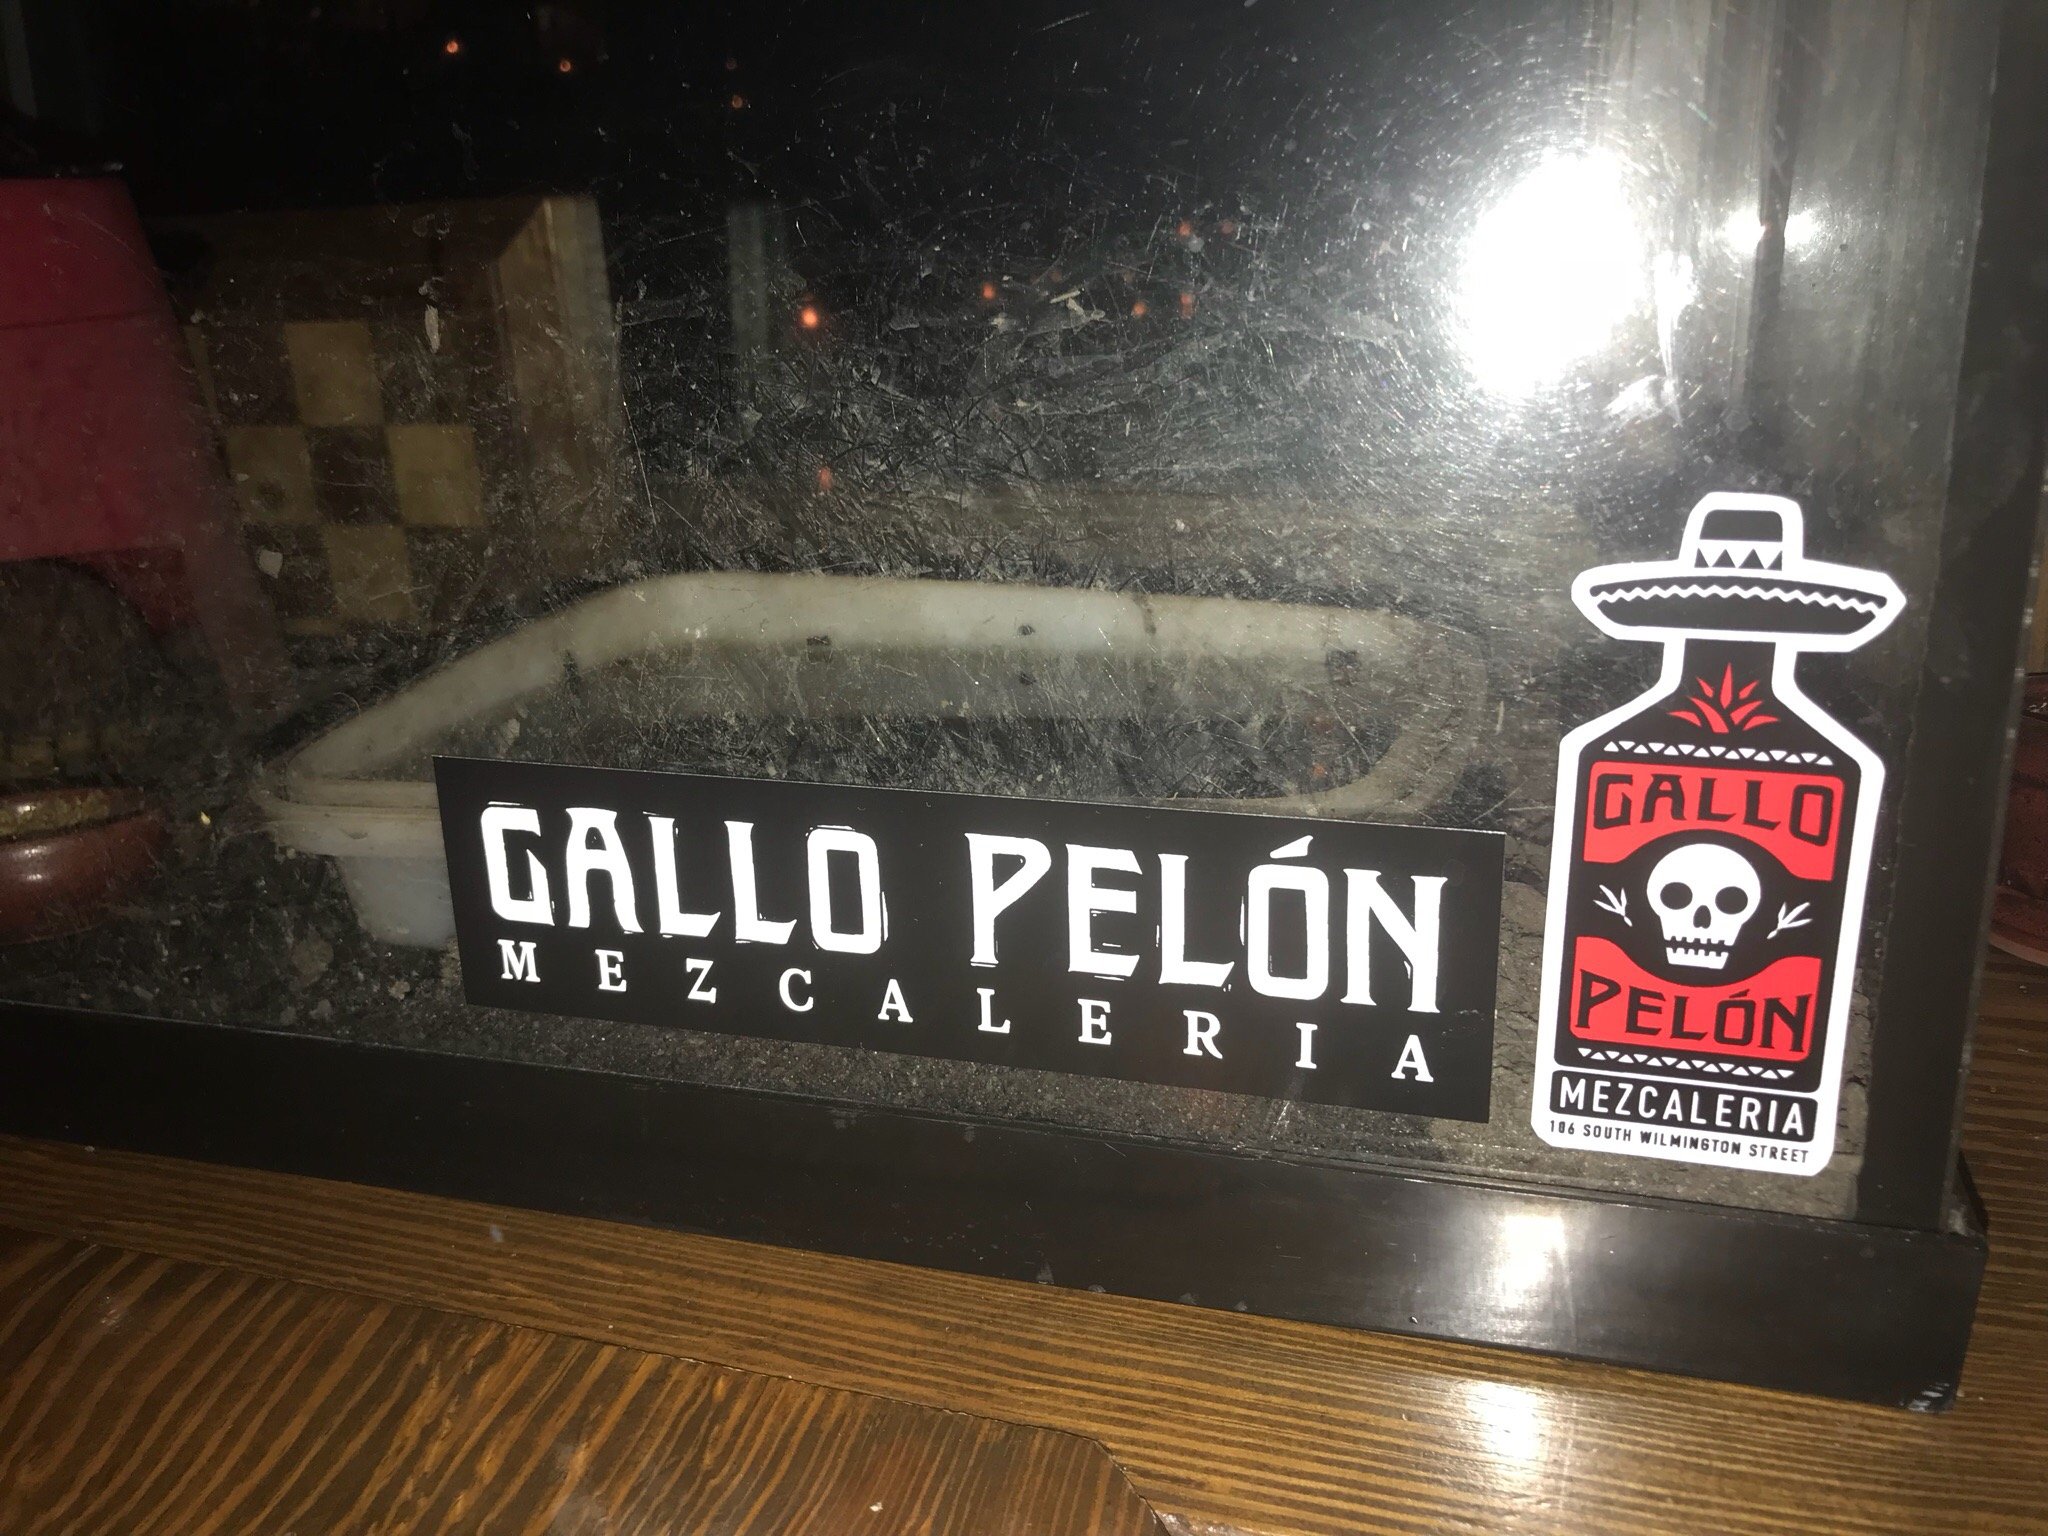 GALLO PELÓN
MEZCALERIA
GALLO
PELÓN
MEZCALERIA
106 SOUTH WILMINGTON STREET